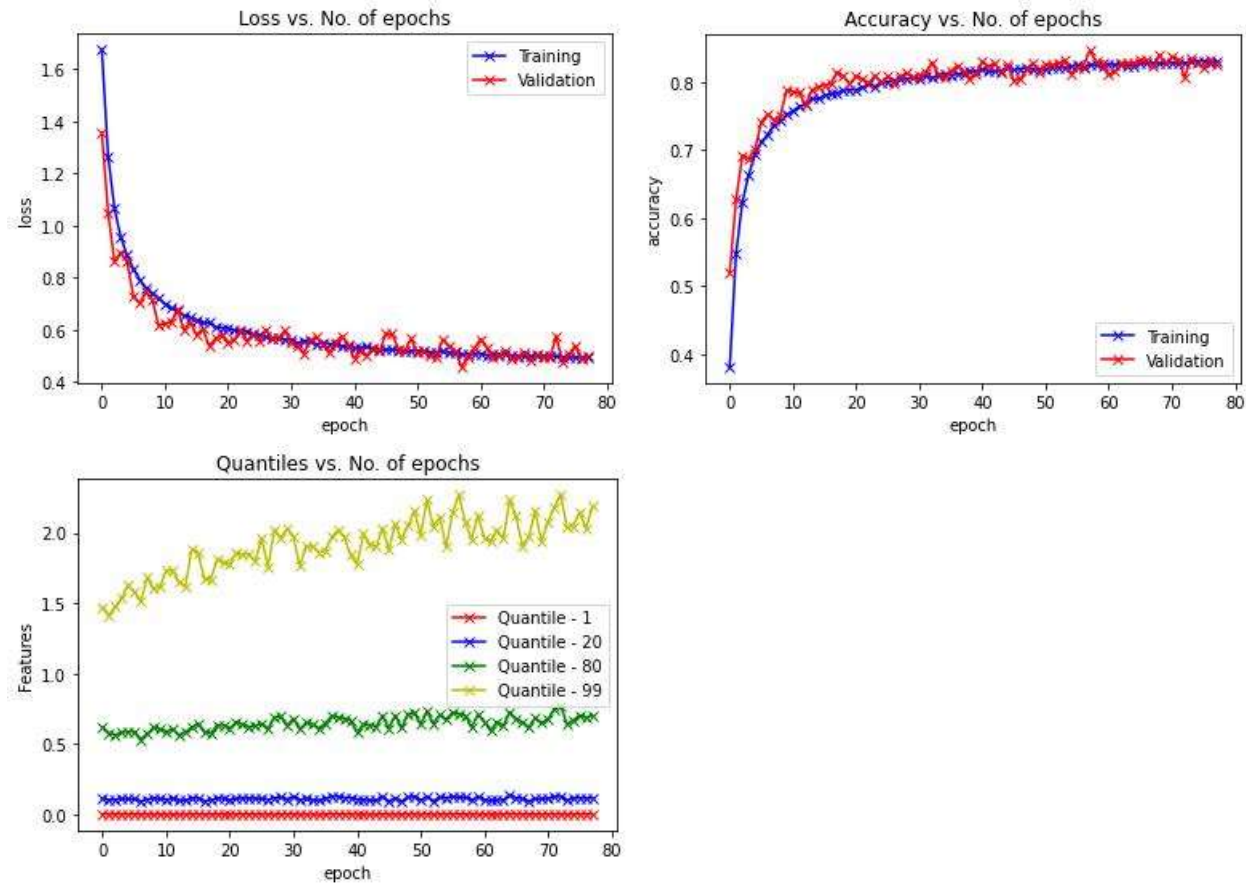 Loss vs. No. of epochs
1.6
1.4
1.2
1.0
0.8
0.6
0.4
loss
Training
Validation
0 10 20 30 40 50 60 70 80
epoch
Accuracy vs. No. of epochs
0.8
0.7
0.6
0.5
0.4
accuracy
Training
Validation
0 10 20 30 40 50 60 70 80
epoch
Quantiles vs. No. of epochs
2.0
1.5
1.0
0.5
0.0
Features
Quantile - 1
Quantile - 20
Quantile - 80
Quantile - 99
0 10 20 30 40 50 60 70 80
epoch